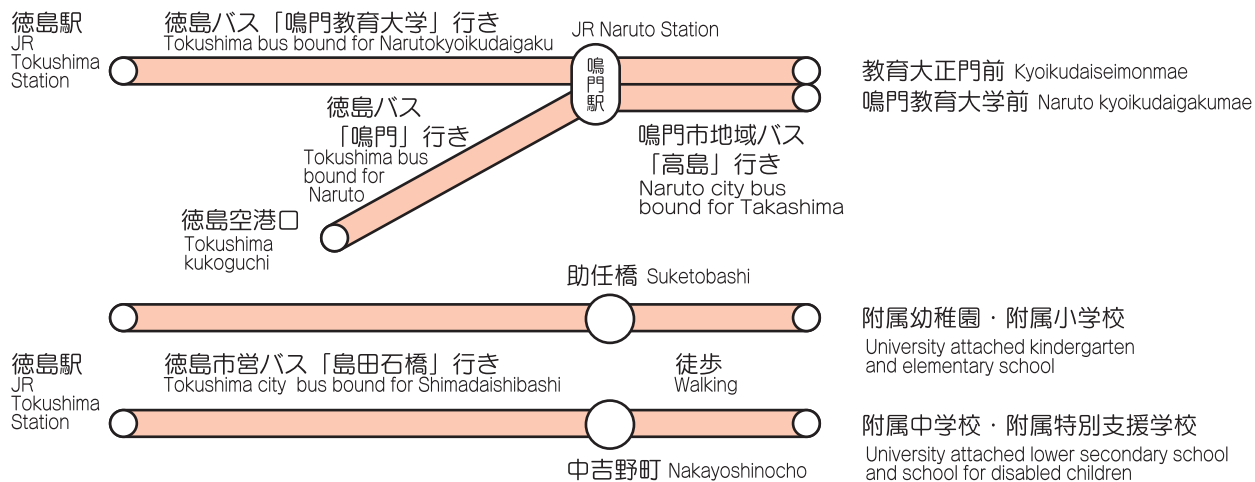 徳島駅
JR
Tokushima
Station
徳島バス「鳴門教育大学」行き
Tokushima bus bound for Narutokyoikudaigaku
JR Naruto Station
鳴門駅
教育大正門前 Kyoikudaiseimonmae
鳴門教育大学前 Naruto kyoikudaigakumae
徳島バス
「鳴門」行き
Tokushima bus
bound for
Naruto
鳴門市地域バス
「高島」行き
Naruto city bus
bound for Takashima
徳島空港口
Tokushima
kukoguchi
助任橋 Suketobashi
附属幼稚園・附属小学校
University attached kindergarten
and elementary school
徳島駅
JR
Tokushima
Station
徳島市営バス「島田石橋」行き
Tokushima city bus bound for Shimadaishibashi
徒歩
Walking
附属中学校・附属特別支援学校
University attached lower secondary school
and school for disabled children
中吉野町 Nakayoshinocho